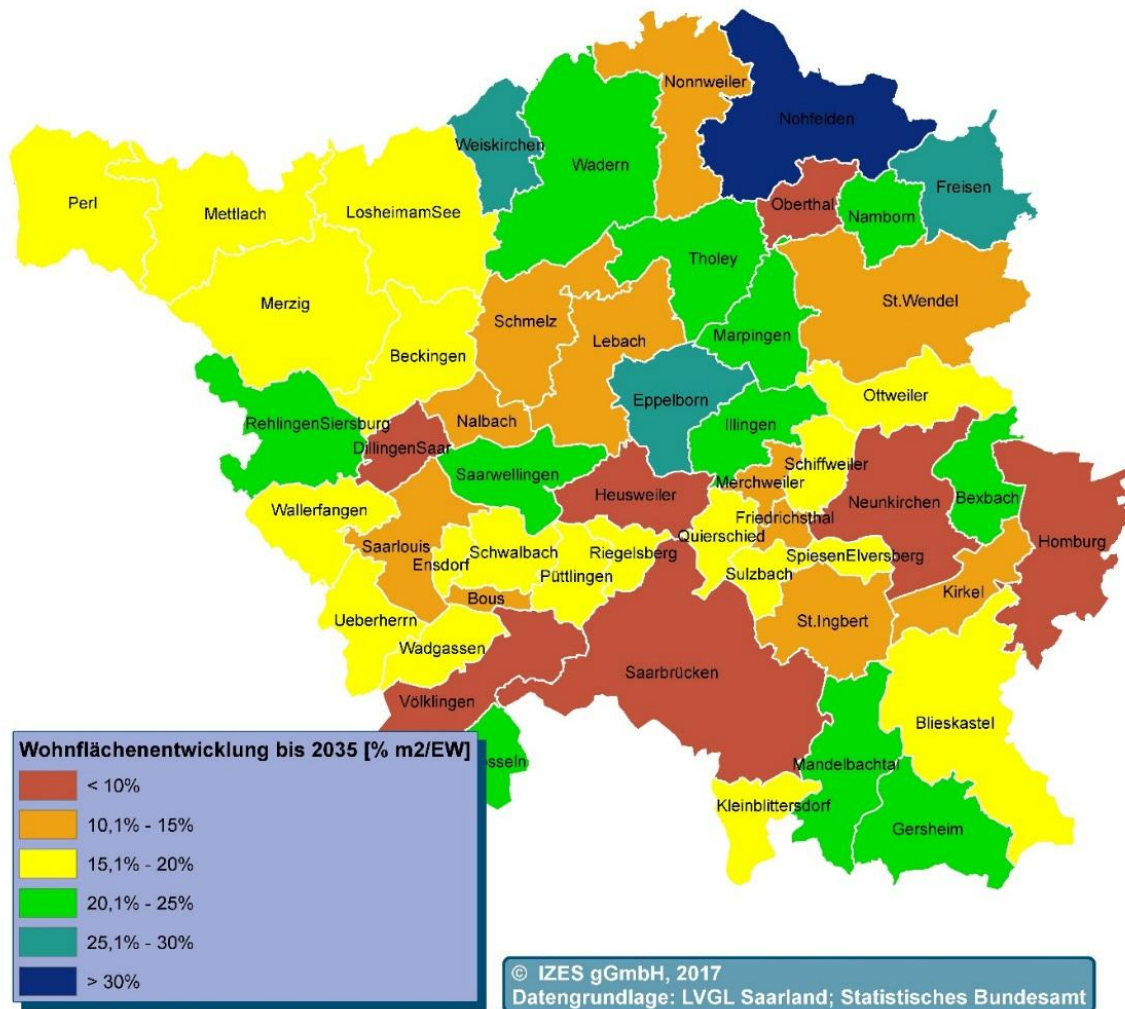 Nonnweiler
Nohfelden
Weiskirchen
Wadern
Freisen
Perl
Mettlach
LosheimamSee
Oberthal
Namborn
Tholey
Merzig
St.Wendel
Schmelz
Lebach
Marpingen
Beckingen
Eppelborn
Ottweiler
RehlingenSiersburg
Nalbach
Illingen
DillingenSaar
Saarwellingen
Schiffweiler
Merchweiler
Heusweiler
Neunkirchen
Bexbach
Wallerfangen
Friedrichsthal
Quierschied
Homburg
Saarlouis
Schwalbach
Riegelsberg
SpiesenElversberg
Ensdorf
Püttlingen
Sulzbach
Kirkel
Bous
Ueberherrn
St.Ingbert
Wadgassen
Saarbrücken
Völklingen
Blieskastel
Mandelbachtal
Kleinblittersdorf
Gersheim
Wohnflächenentwicklung bis 2035 [% m2/EW]
< 10%
10,1% - 15%
15,1% - 20%
20,1% - 25%
25,1% - 30%
> 30%
© IZES gGmbH, 2017
Datengrundlage: LVGL Saarland; Statistisches Bundesamt